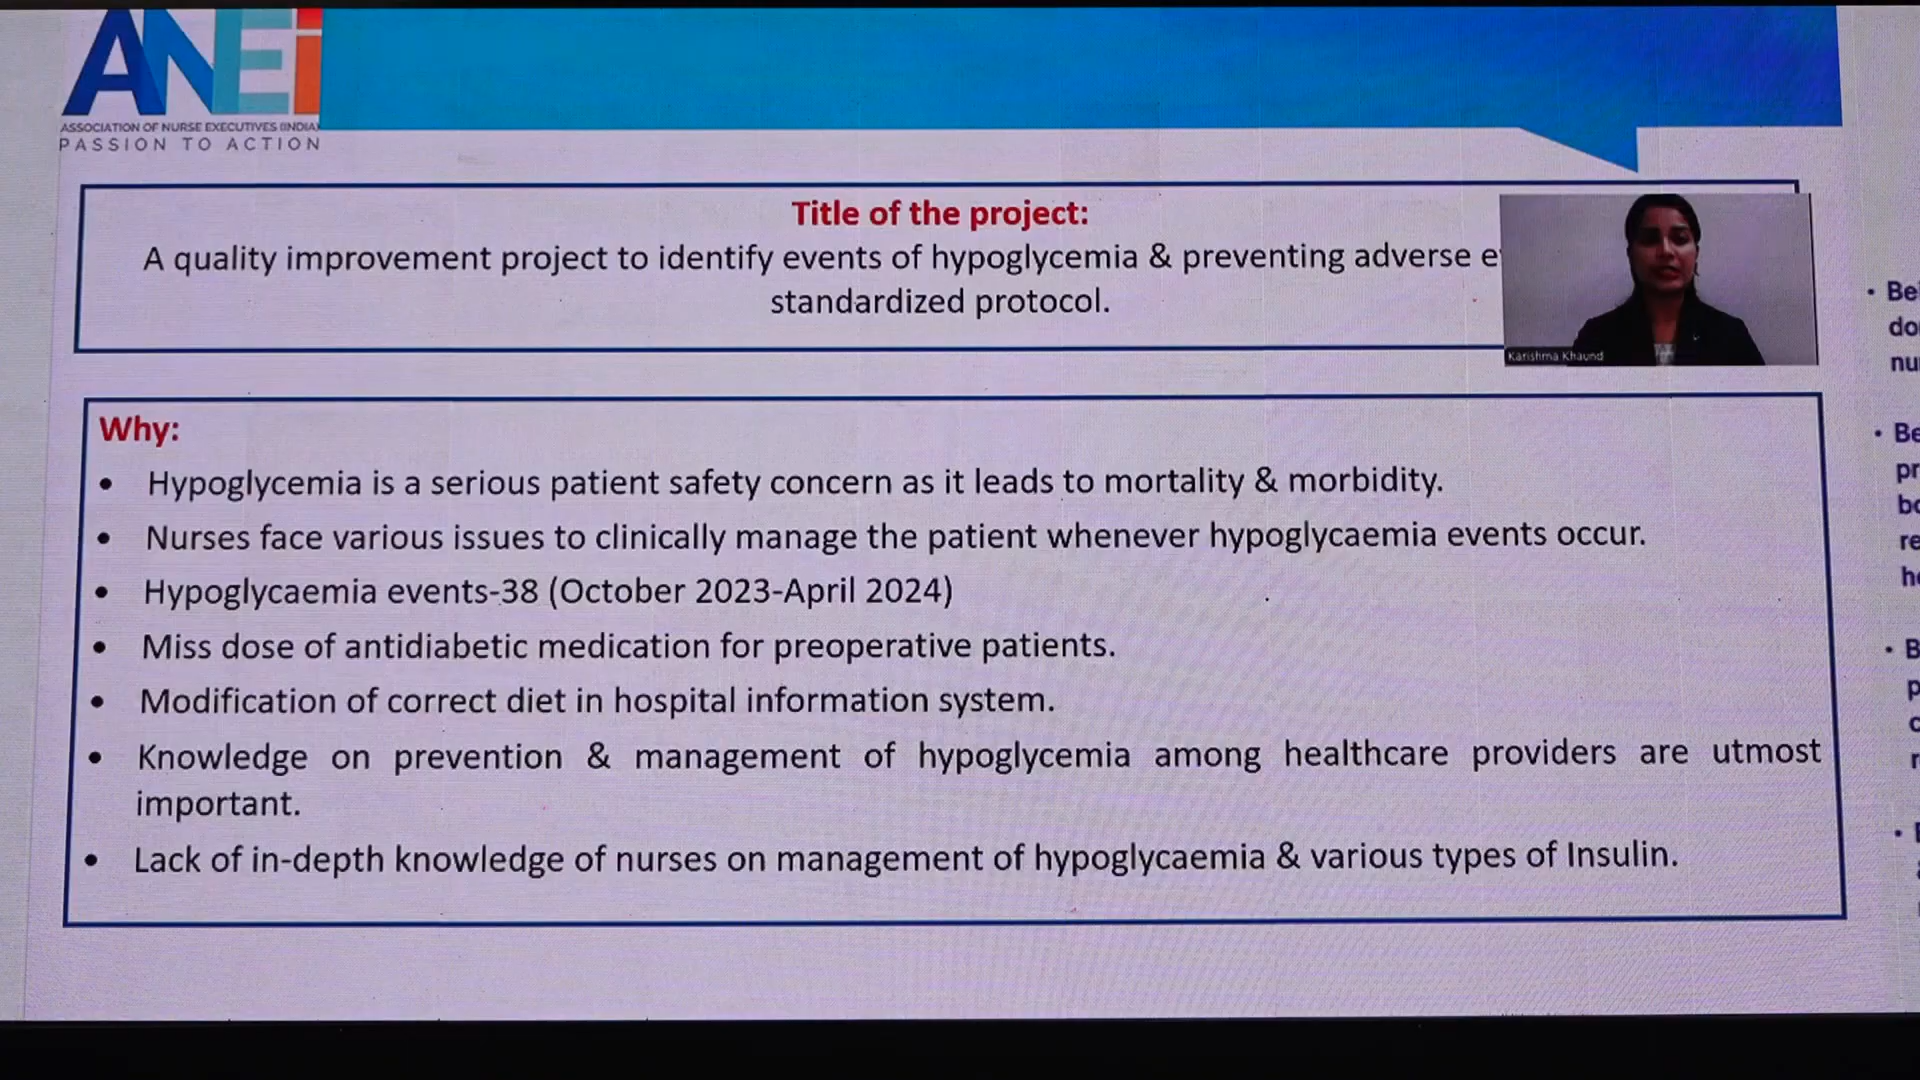 ANEi
ASSOCIATION OF NURSE EXECUTIVES (INDIA)
PASSION TO ACTION
Title of the project:
A quality improvement project to identify events of hypoglycemia & preventing adverse
standardized protocol.
Karishma Khaund
Why:
• Hypoglycemia is a serious patient safety concern as it leads to mortality & morbidity.
• Nurses face various issues to clinically manage the patient whenever hypoglycaemia events occur.
• Hypoglycaemia events-38 (October 2023-April 2024)
• Miss dose of antidiabetic medication for preoperative patients.
• Modification of correct diet in hospital information system.
• Knowledge on prevention & management of hypoglycemia among healthcare providers are utmost
important.
• Lack of in-depth knowledge of nurses on management of hypoglycaemia & various types of Insulin.